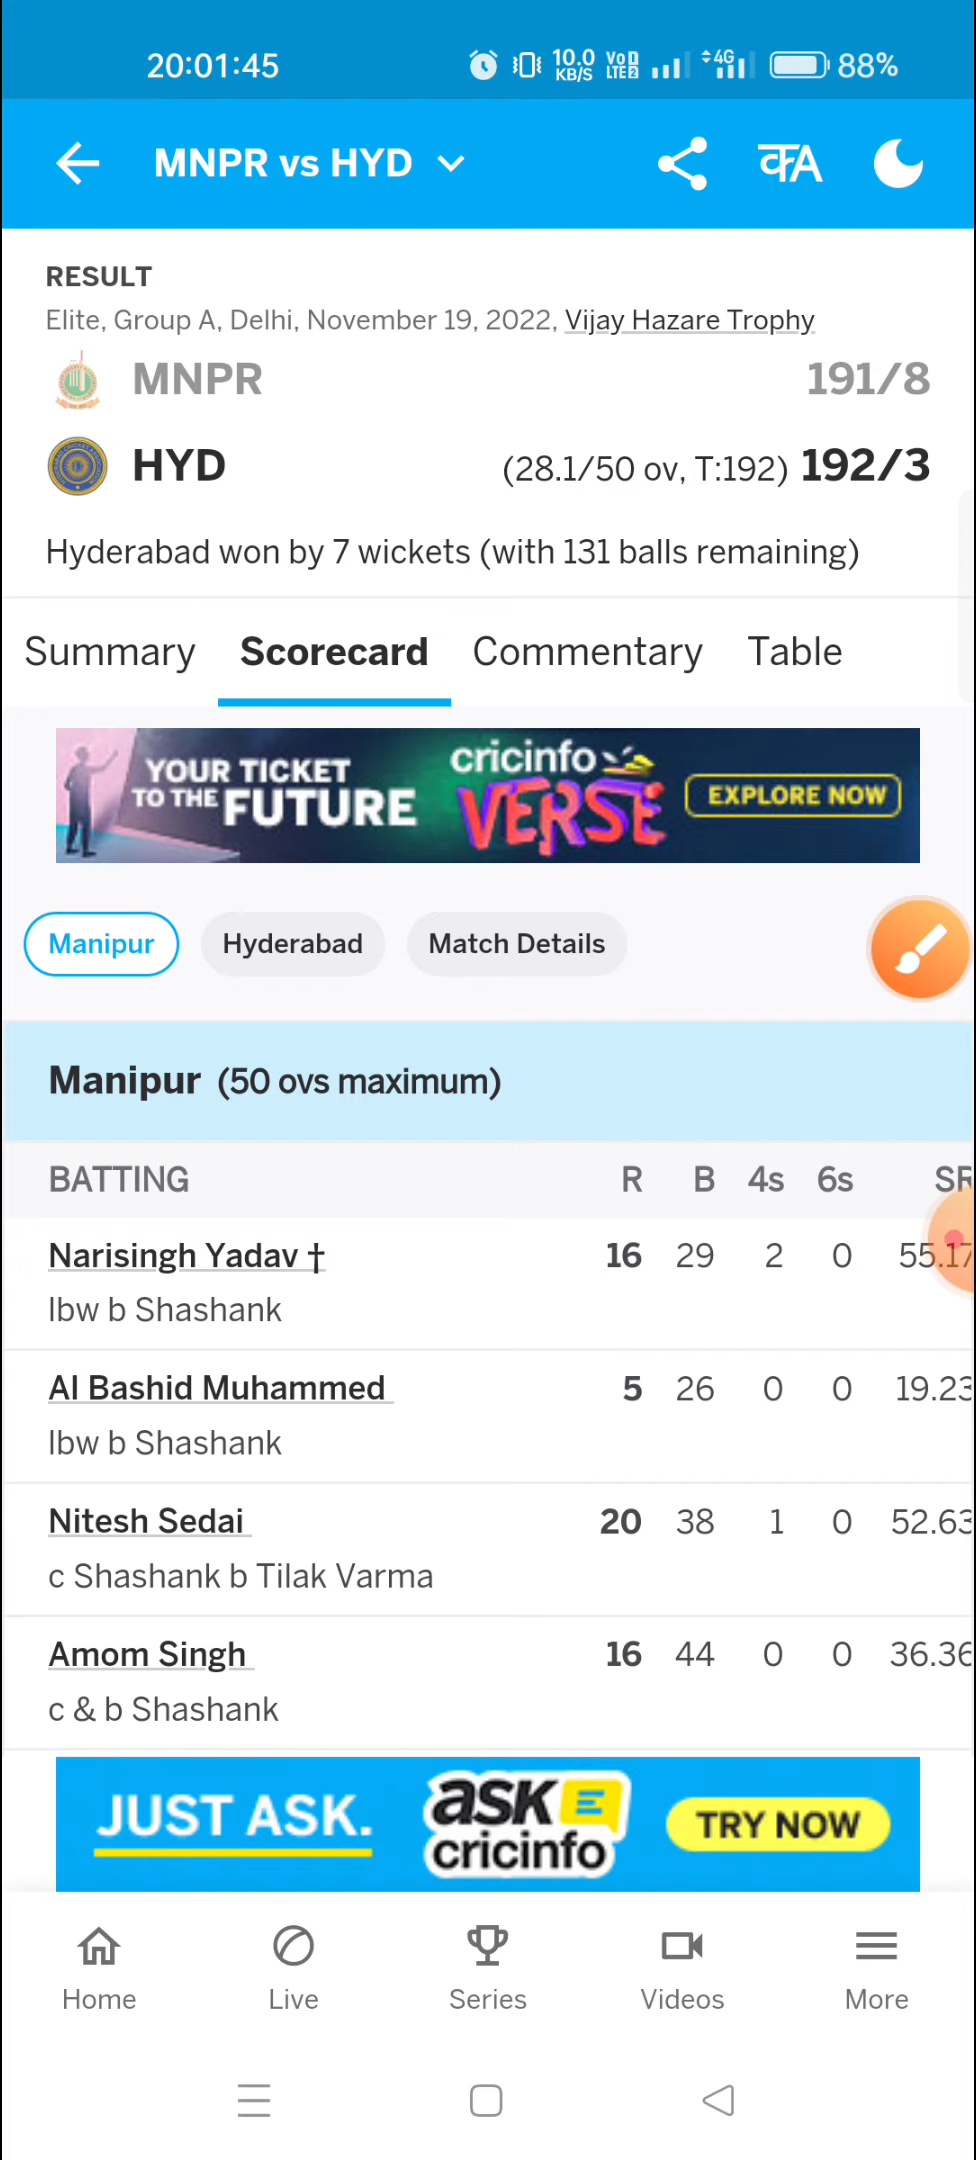 20:01:45 10.0 KB/S VoD LTE2 4G 88%
MNPR vs HYD क A
RESULT
Elite, Group A, Delhi, November 19, 2022, Vijay Hazare Trophy
MNPR 191/8
HYD (28.1/50 ov, T:192) 192/3
Hyderabad won by 7 wickets (with 131 balls remaining)
Summary Scorecard Commentary Table
YOUR TICKET TO THE FUTURE cricinfo VERSE EXPLORE NOW
Manipur Hyderabad Match Details
Manipur (50 ovs maximum)
BATTING R B 4s 6s SR
Narisingh Yadav † 16 29 2 0 55.17
lbw b Shashank
Al Bashid Muhammed 5 26 0 0 19.23
lbw b Shashank
Nitesh Sedai 20 38 1 0 52.63
c Shashank b Tilak Varma
Amom Singh 16 44 0 0 36.36
c & b Shashank
JUST ASK. ask cricinfo TRY NOW
Home Live Series Videos More